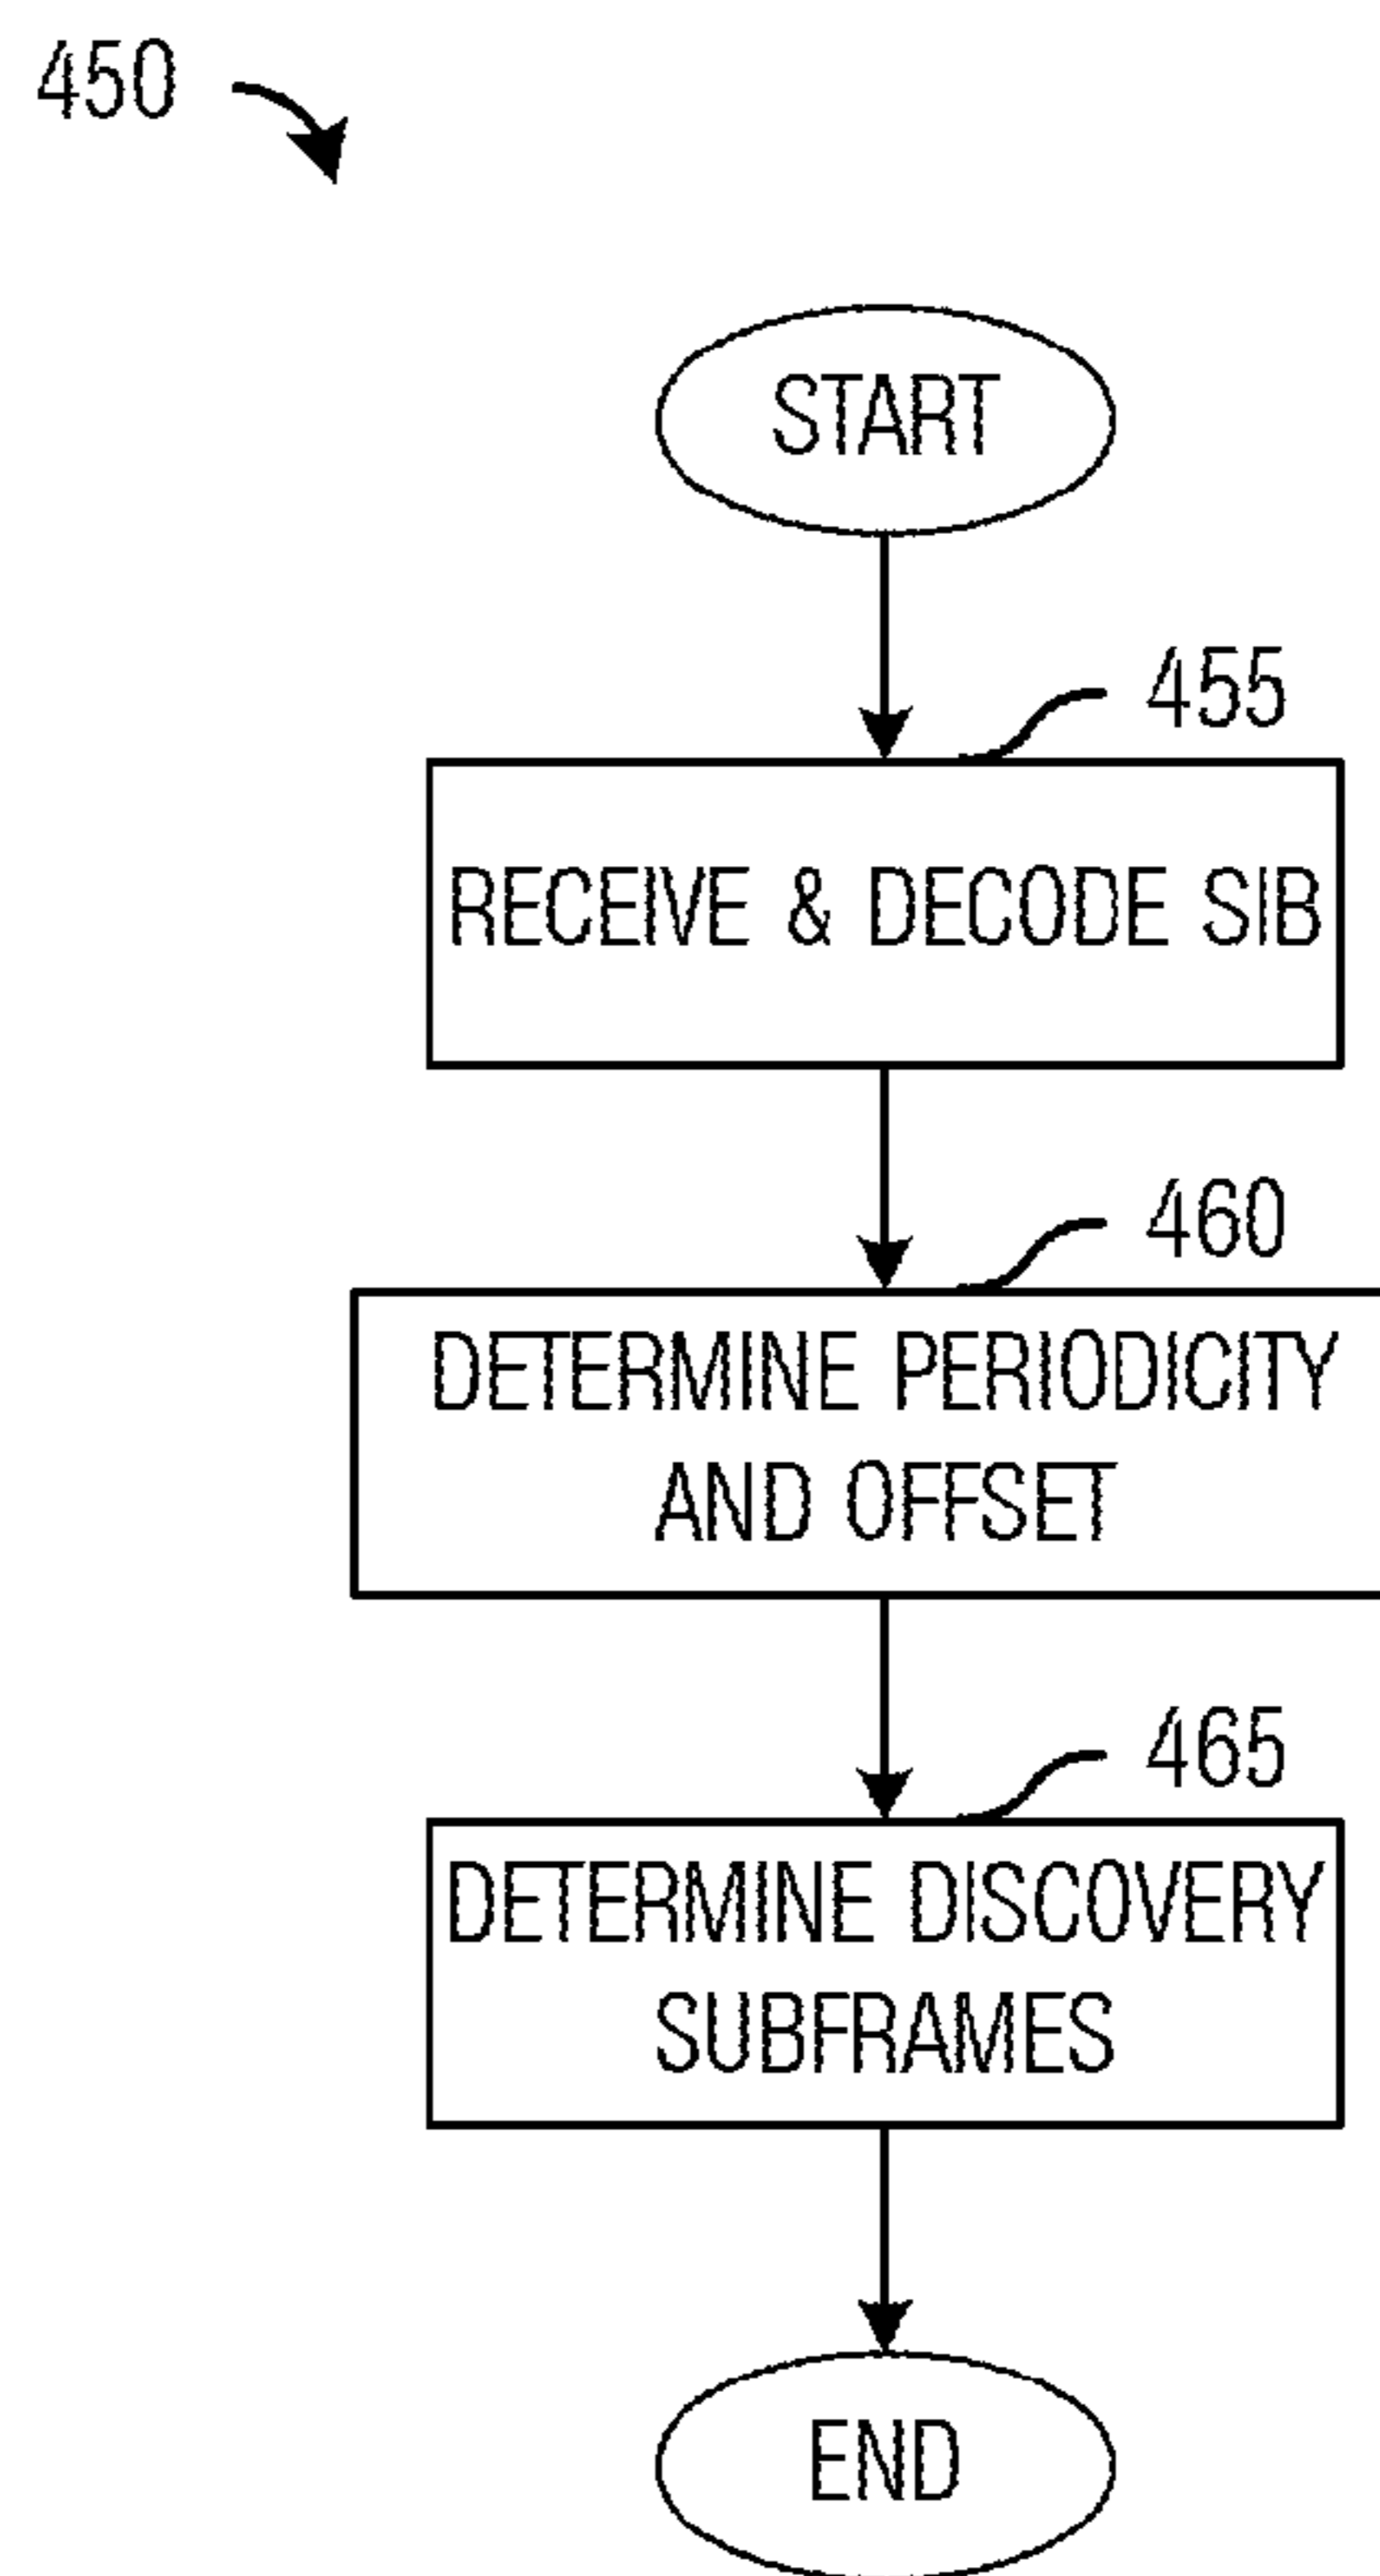 450
START
455
RECEIVE & DECODE SIB
460
DETERMINE PERIODICITY
AND OFFSET
465
DETERMINE DISCOVERY
SUBFRAMES
END